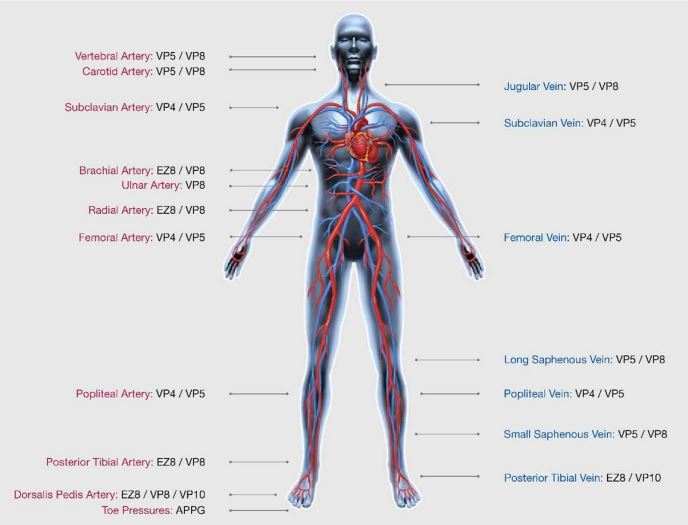 Vertebral Artery: VP5 / VP8
Carotid Artery: VP5 / VP8
Subclavian Artery: VP4 / VP5
Brachial Artery: EZ8 / VP8
Ulnar Artery: VP8
Radial Artery: EZ8 / VP8
Femoral Artery: VP4 / VP5
Popliteal Artery: VP4 / VP5
Posterior Tibial Artery: EZ8 / VP8
Dorsalis Pedis Artery: EZ8 / VP8 / VP10
Toe Pressures: APPG
Jugular Vein: VP5 / VP8
Subclavian Vein: VP4 / VP5
Femoral Vein: VP4 / VP5
Long Saphenous Vein: VP5 / VP8
Popliteal Vein: VP4 / VP5
Small Saphenous Vein: VP5 / VP8
Posterior Tibial Vein: EZ8 / VP10